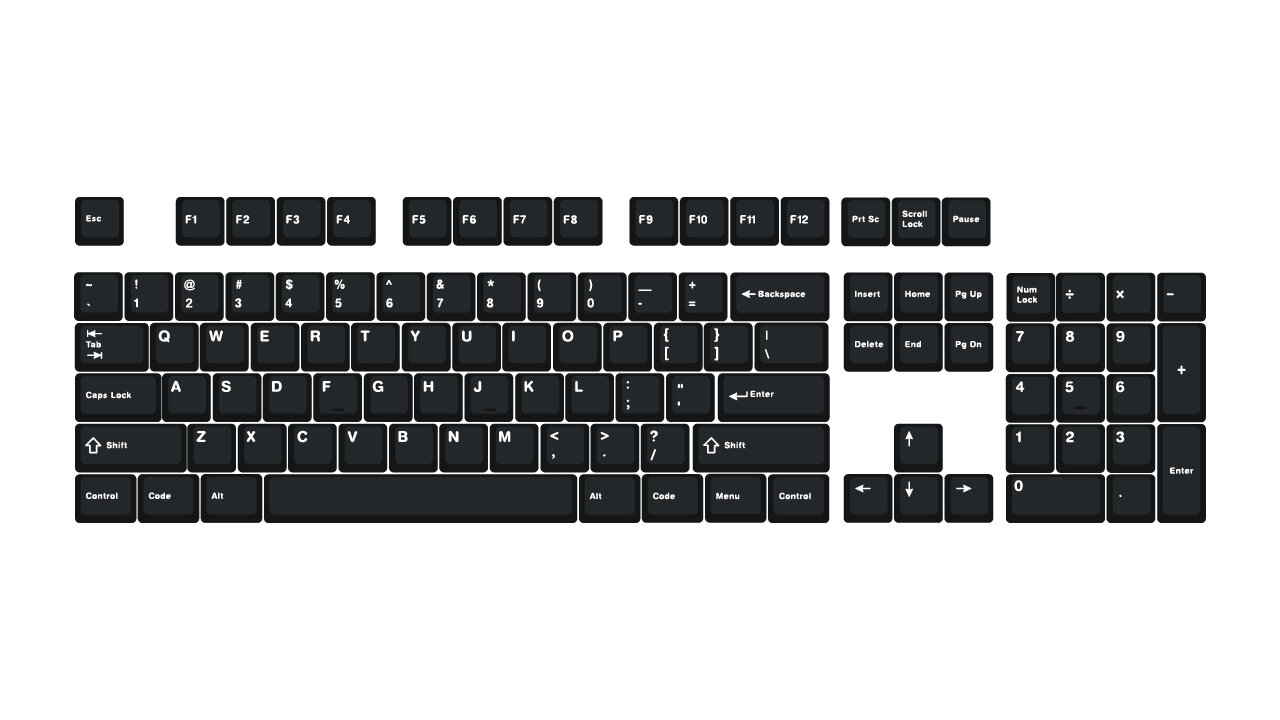 Esc F1 F2 F3 F4 F5 F6 F7 F8 F9 F10 F11 F12 Prt Sc Scroll Lock Pause
~ ! @ # $ % ^ & * ( ) — +
` 1 2 3 4 5 6 7 8 9 0 - = ← Backspace Insert Home Pg Up Num Lock ÷ x −
Tab Q W E R T Y U I O P { } |
[ ] \ Delete End Pg Dn 7 8 9 +
Caps Lock A S D F G H J K L : "
; ' Enter 4 5 6
⇧ Shift Z X C V B N M < > ?
, . / ⇧ Shift ↑ 1 2 3 Enter
Control Code Alt Alt Code Menu Control ← ↓ → 0 .